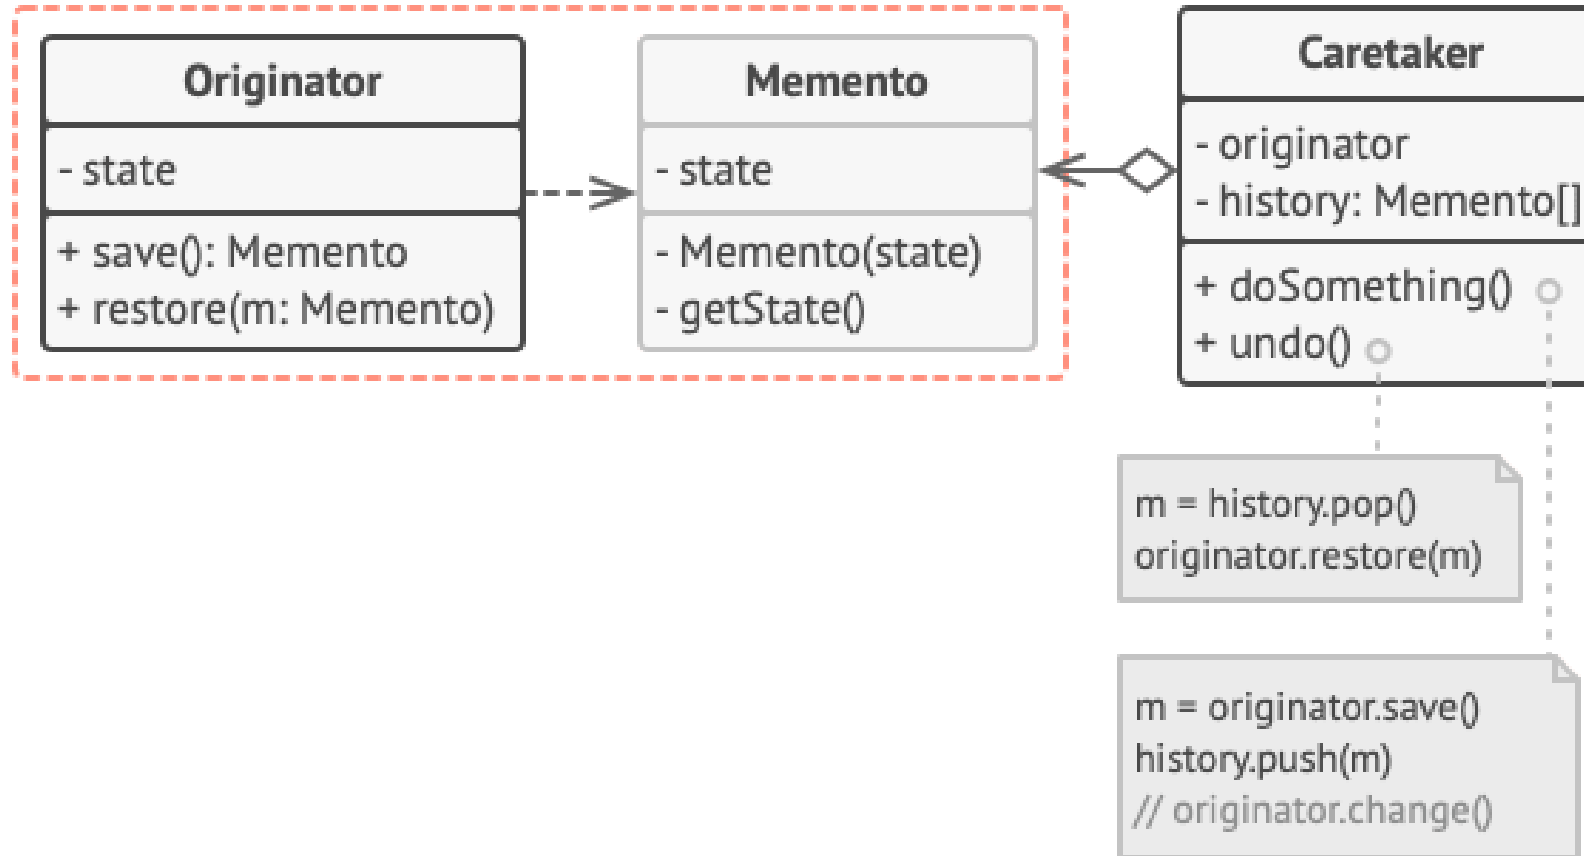 Originator
- state
+ save(): Memento
+ restore(m: Memento)
Memento
- state
- Memento(state)
- getState()
Caretaker
- originator
- history: Memento[]
+ doSomething()
+ undo()
m = history.pop()
originator.restore(m)
m = originator.save()
history.push(m)
// originator.change()